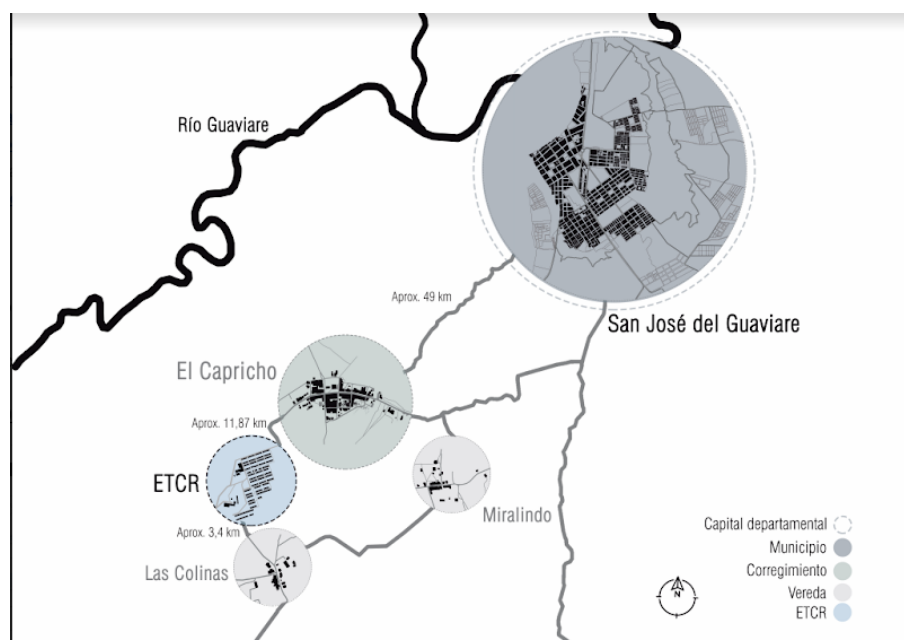 Río Guaviare
Aprox. 49 km
San José del Guaviare
El Capricho
Aprox. 11,87 km
ETCR
Miralindo
Aprox. 3,4 km
Las Colinas
Capital departamental
Municipio
Corregimiento
Vereda
ETCR
N